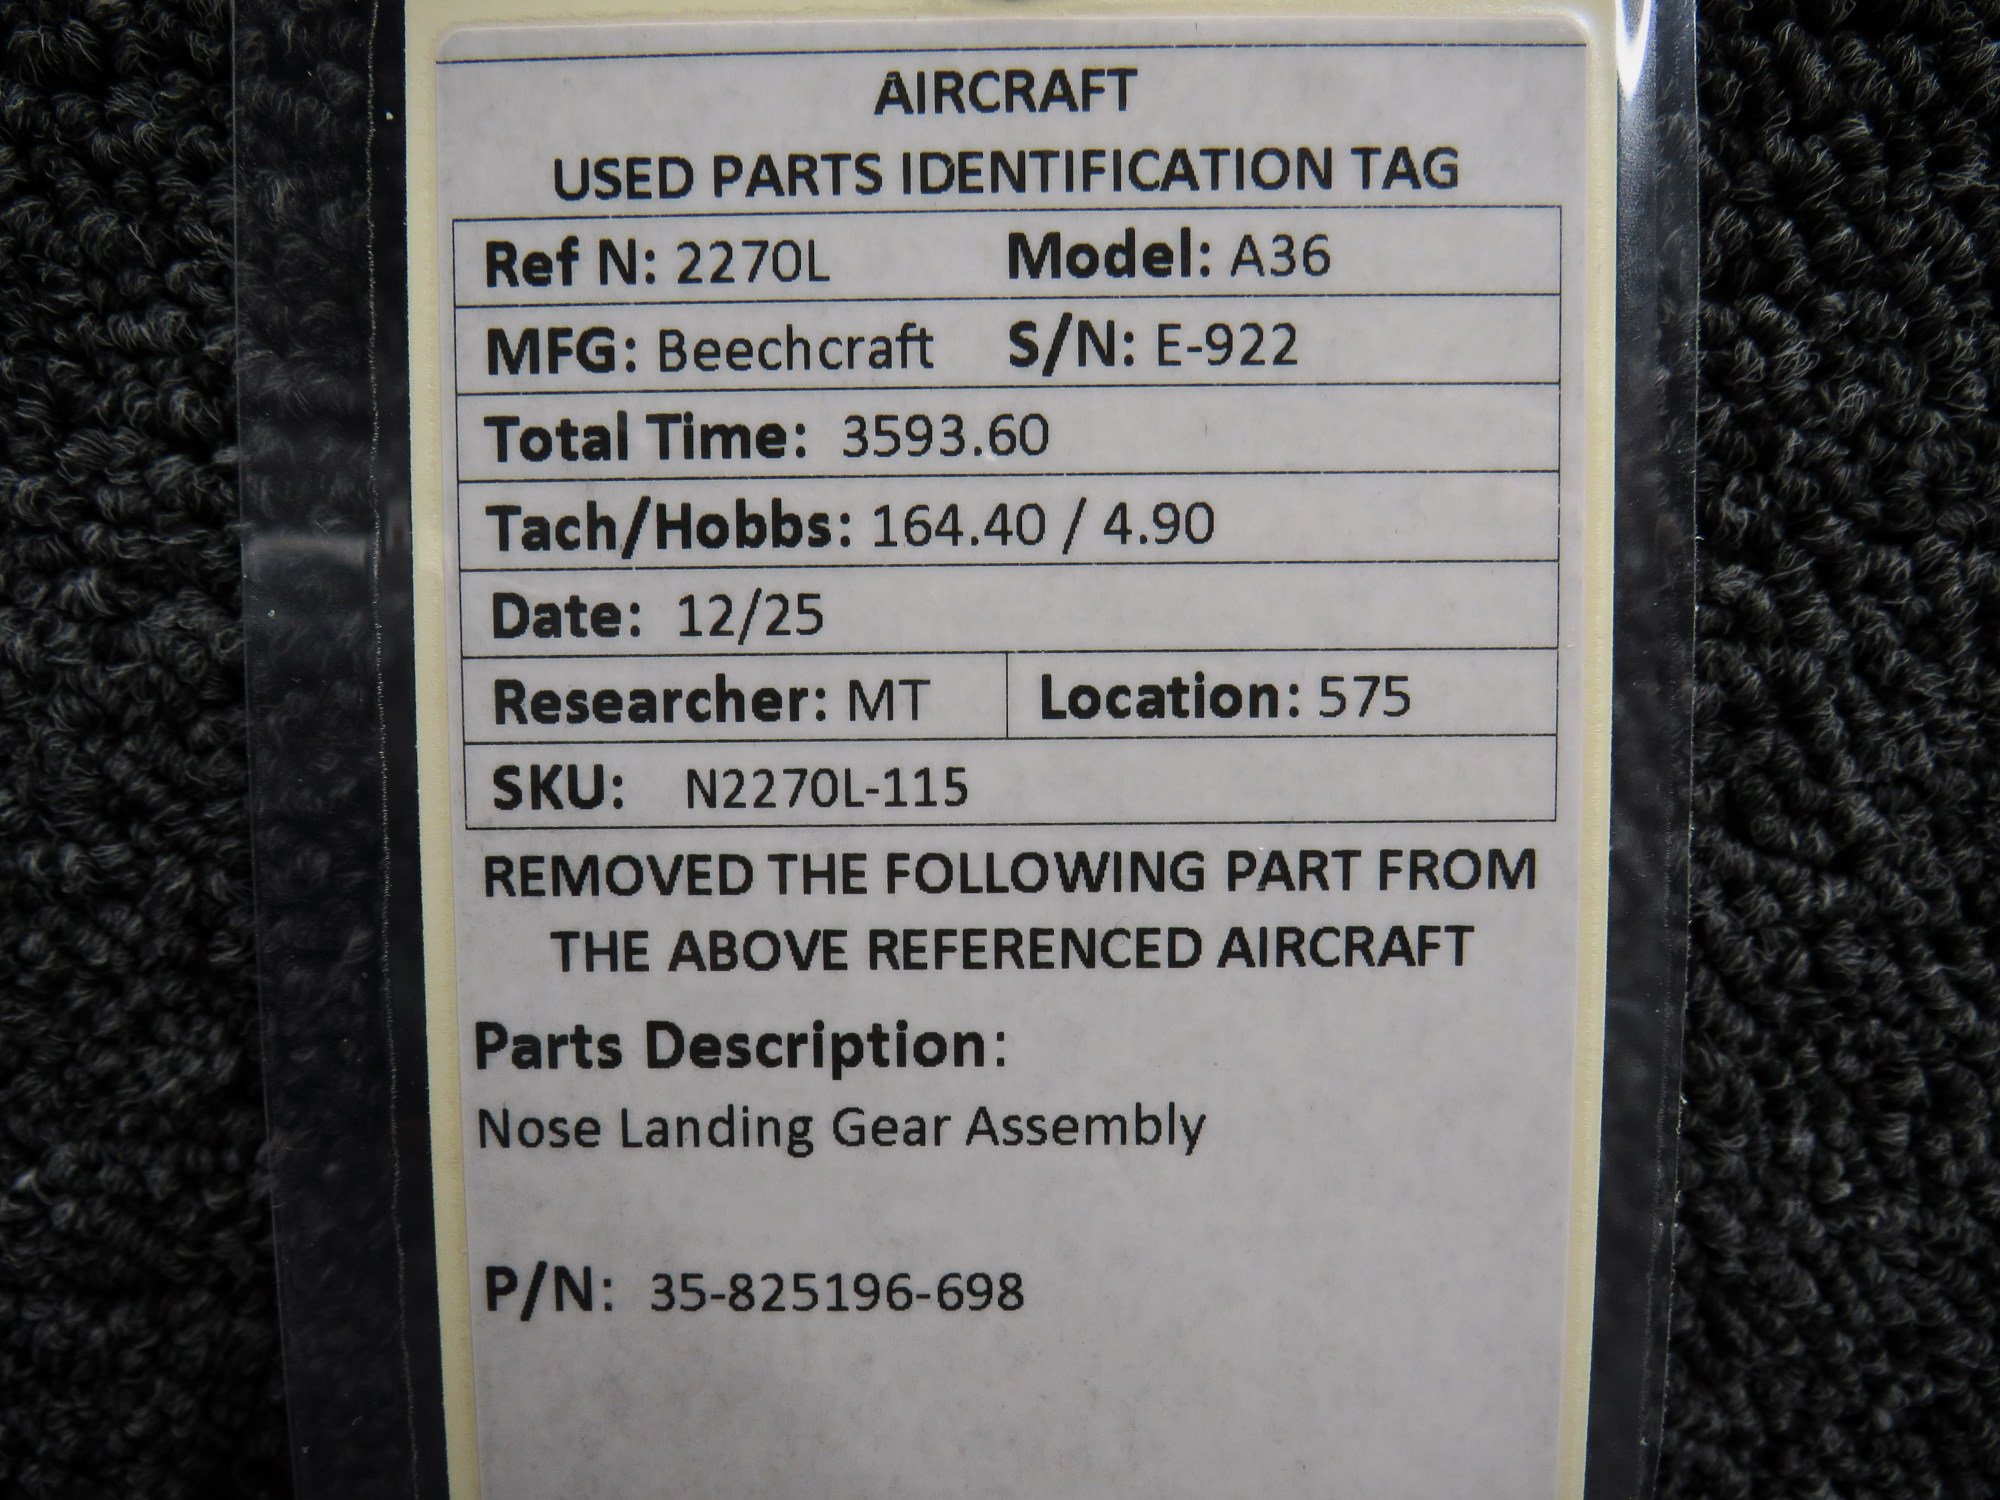 AIRCRAFT
USED PARTS IDENTIFICATION TAG
Ref N: 2270L Model: A36
MFG: Beechcraft S/N: E-922
Total Time: 3593.60
Tach/Hobbs: 164.40 / 4.90
Date: 12/25
Researcher: MT Location: 575
SKU: N2270L-115
REMOVED THE FOLLOWING PART FROM
THE ABOVE REFERENCED AIRCRAFT
Parts Description:
Nose Landing Gear Assembly
P/N: 35-825196-698